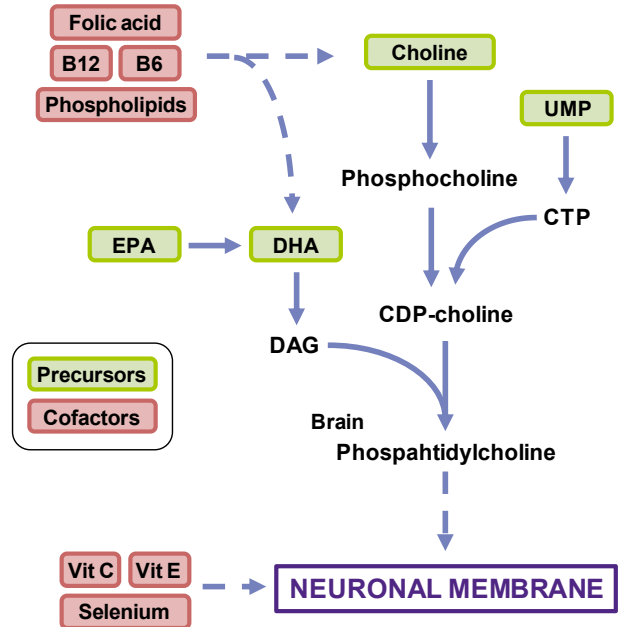 Folic acid
B12 B6
Phospholipids
Choline
UMP
Phosphocholine
CTP
EPA
DHA
CDP-choline
DAG
Precursors
Cofactors
Brain
Phospahtidylcholine
Vit C Vit E
Selenium
NEURONAL MEMBRANE